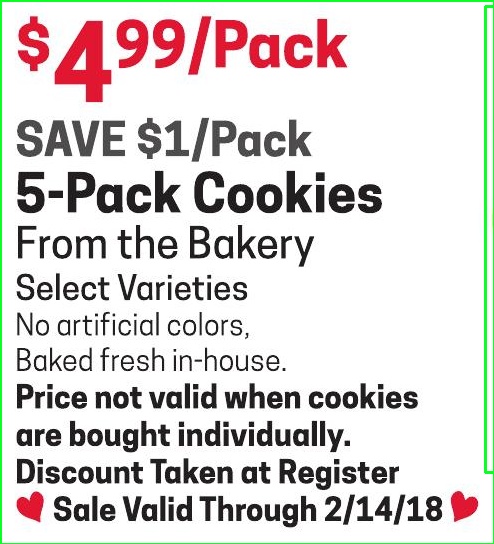 $4.99/Pack
SAVE $1/Pack
5-Pack Cookies
From the Bakery
Select Varieties
No artificial colors,
Baked fresh in-house.
Price not valid when cookies
are bought individually.
Discount Taken at Register
Sale Valid Through 2/14/18